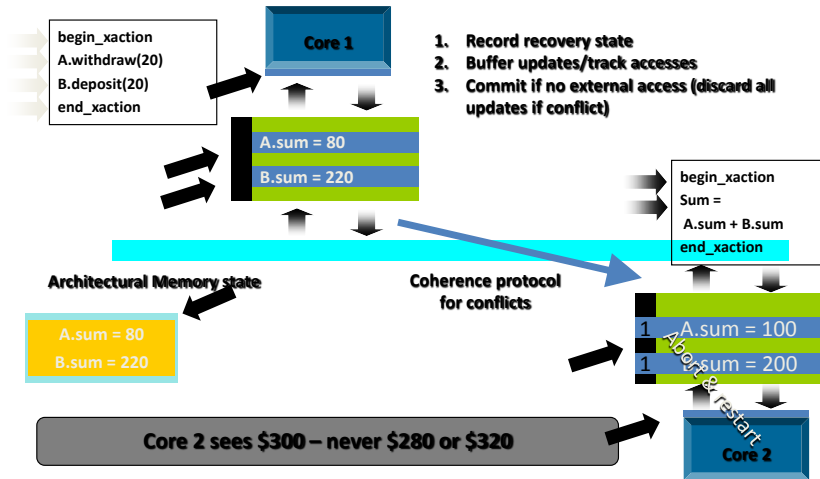 begin_xaction
A.withdraw(20)
B.deposit(20)
end_xaction
Core 1
1. Record recovery state
2. Buffer updates/track accesses
3. Commit if no external access (discard all
updates if conflict)
A.sum = 80
B.sum = 220
begin_xaction
Sum =
A.sum + B.sum
end_xaction
Architectural Memory state
Coherence protocol
for conflicts
A.sum = 80
B.sum = 220
1 A.sum = 100
1 B.sum = 200
Abort & restart
Core 2 sees $300 – never $280 or $320
Core 2